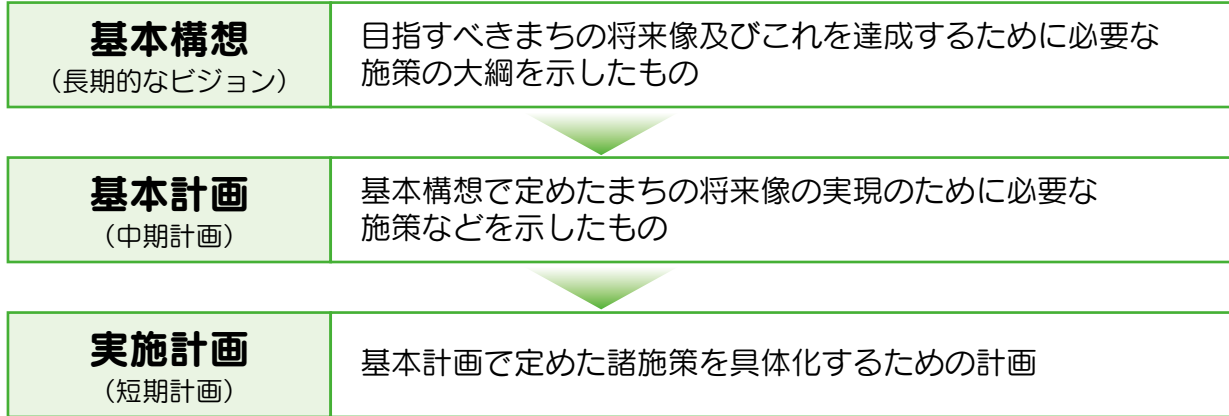 基本構想
（長期的なビジョン）
目指すべきまちの将来像及びこれを達成するために必要な
施策の大綱を示したもの
基本計画
（中期計画）
基本構想で定めたまちの将来像の実現のために必要な
施策などを示したもの
実施計画
（短期計画）
基本計画で定めた諸施策を具体化するための計画